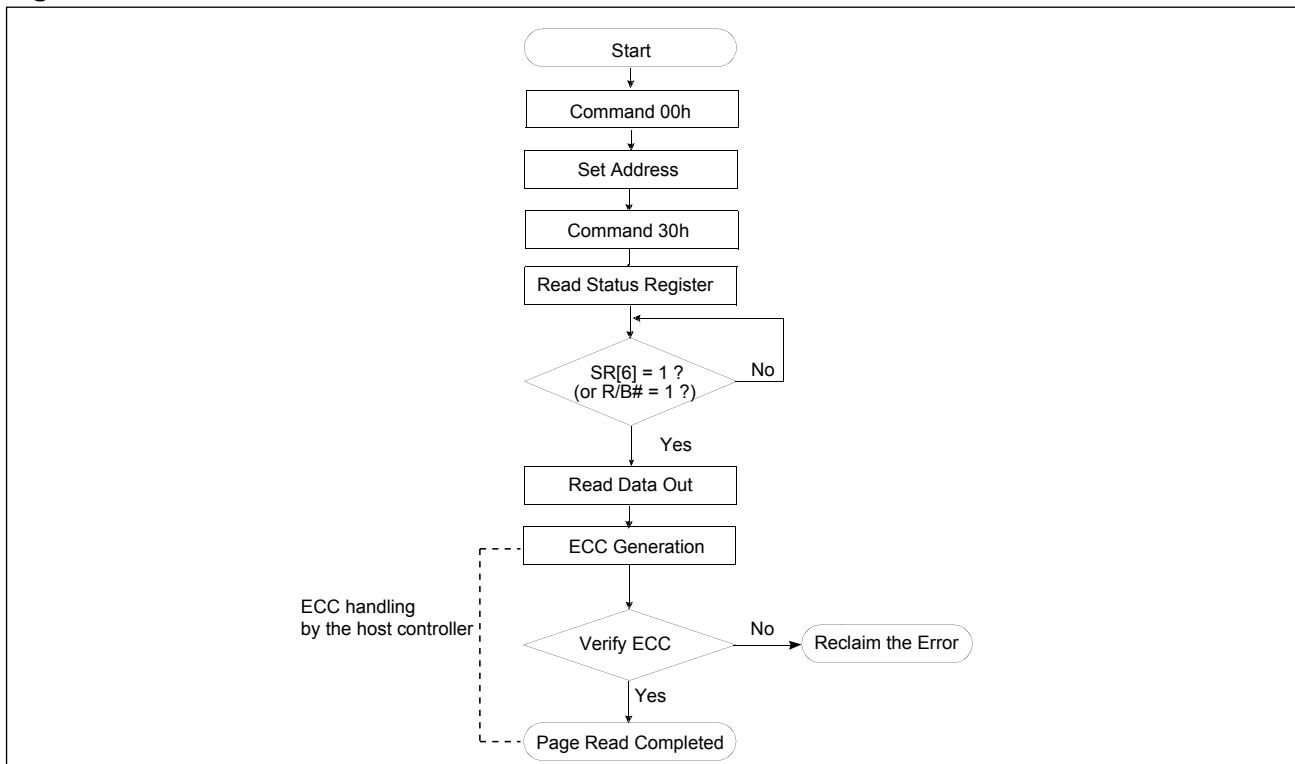 Start
Command 00h
Set Address
Command 30h
Read Status Register
SR[6] = 1 ?
(or R/B# = 1 ?)
No
Yes
Read Data Out
ECC Generation
ECC handling
by the host controller
Verify ECC
No
Reclaim the Error
Yes
Page Read Completed